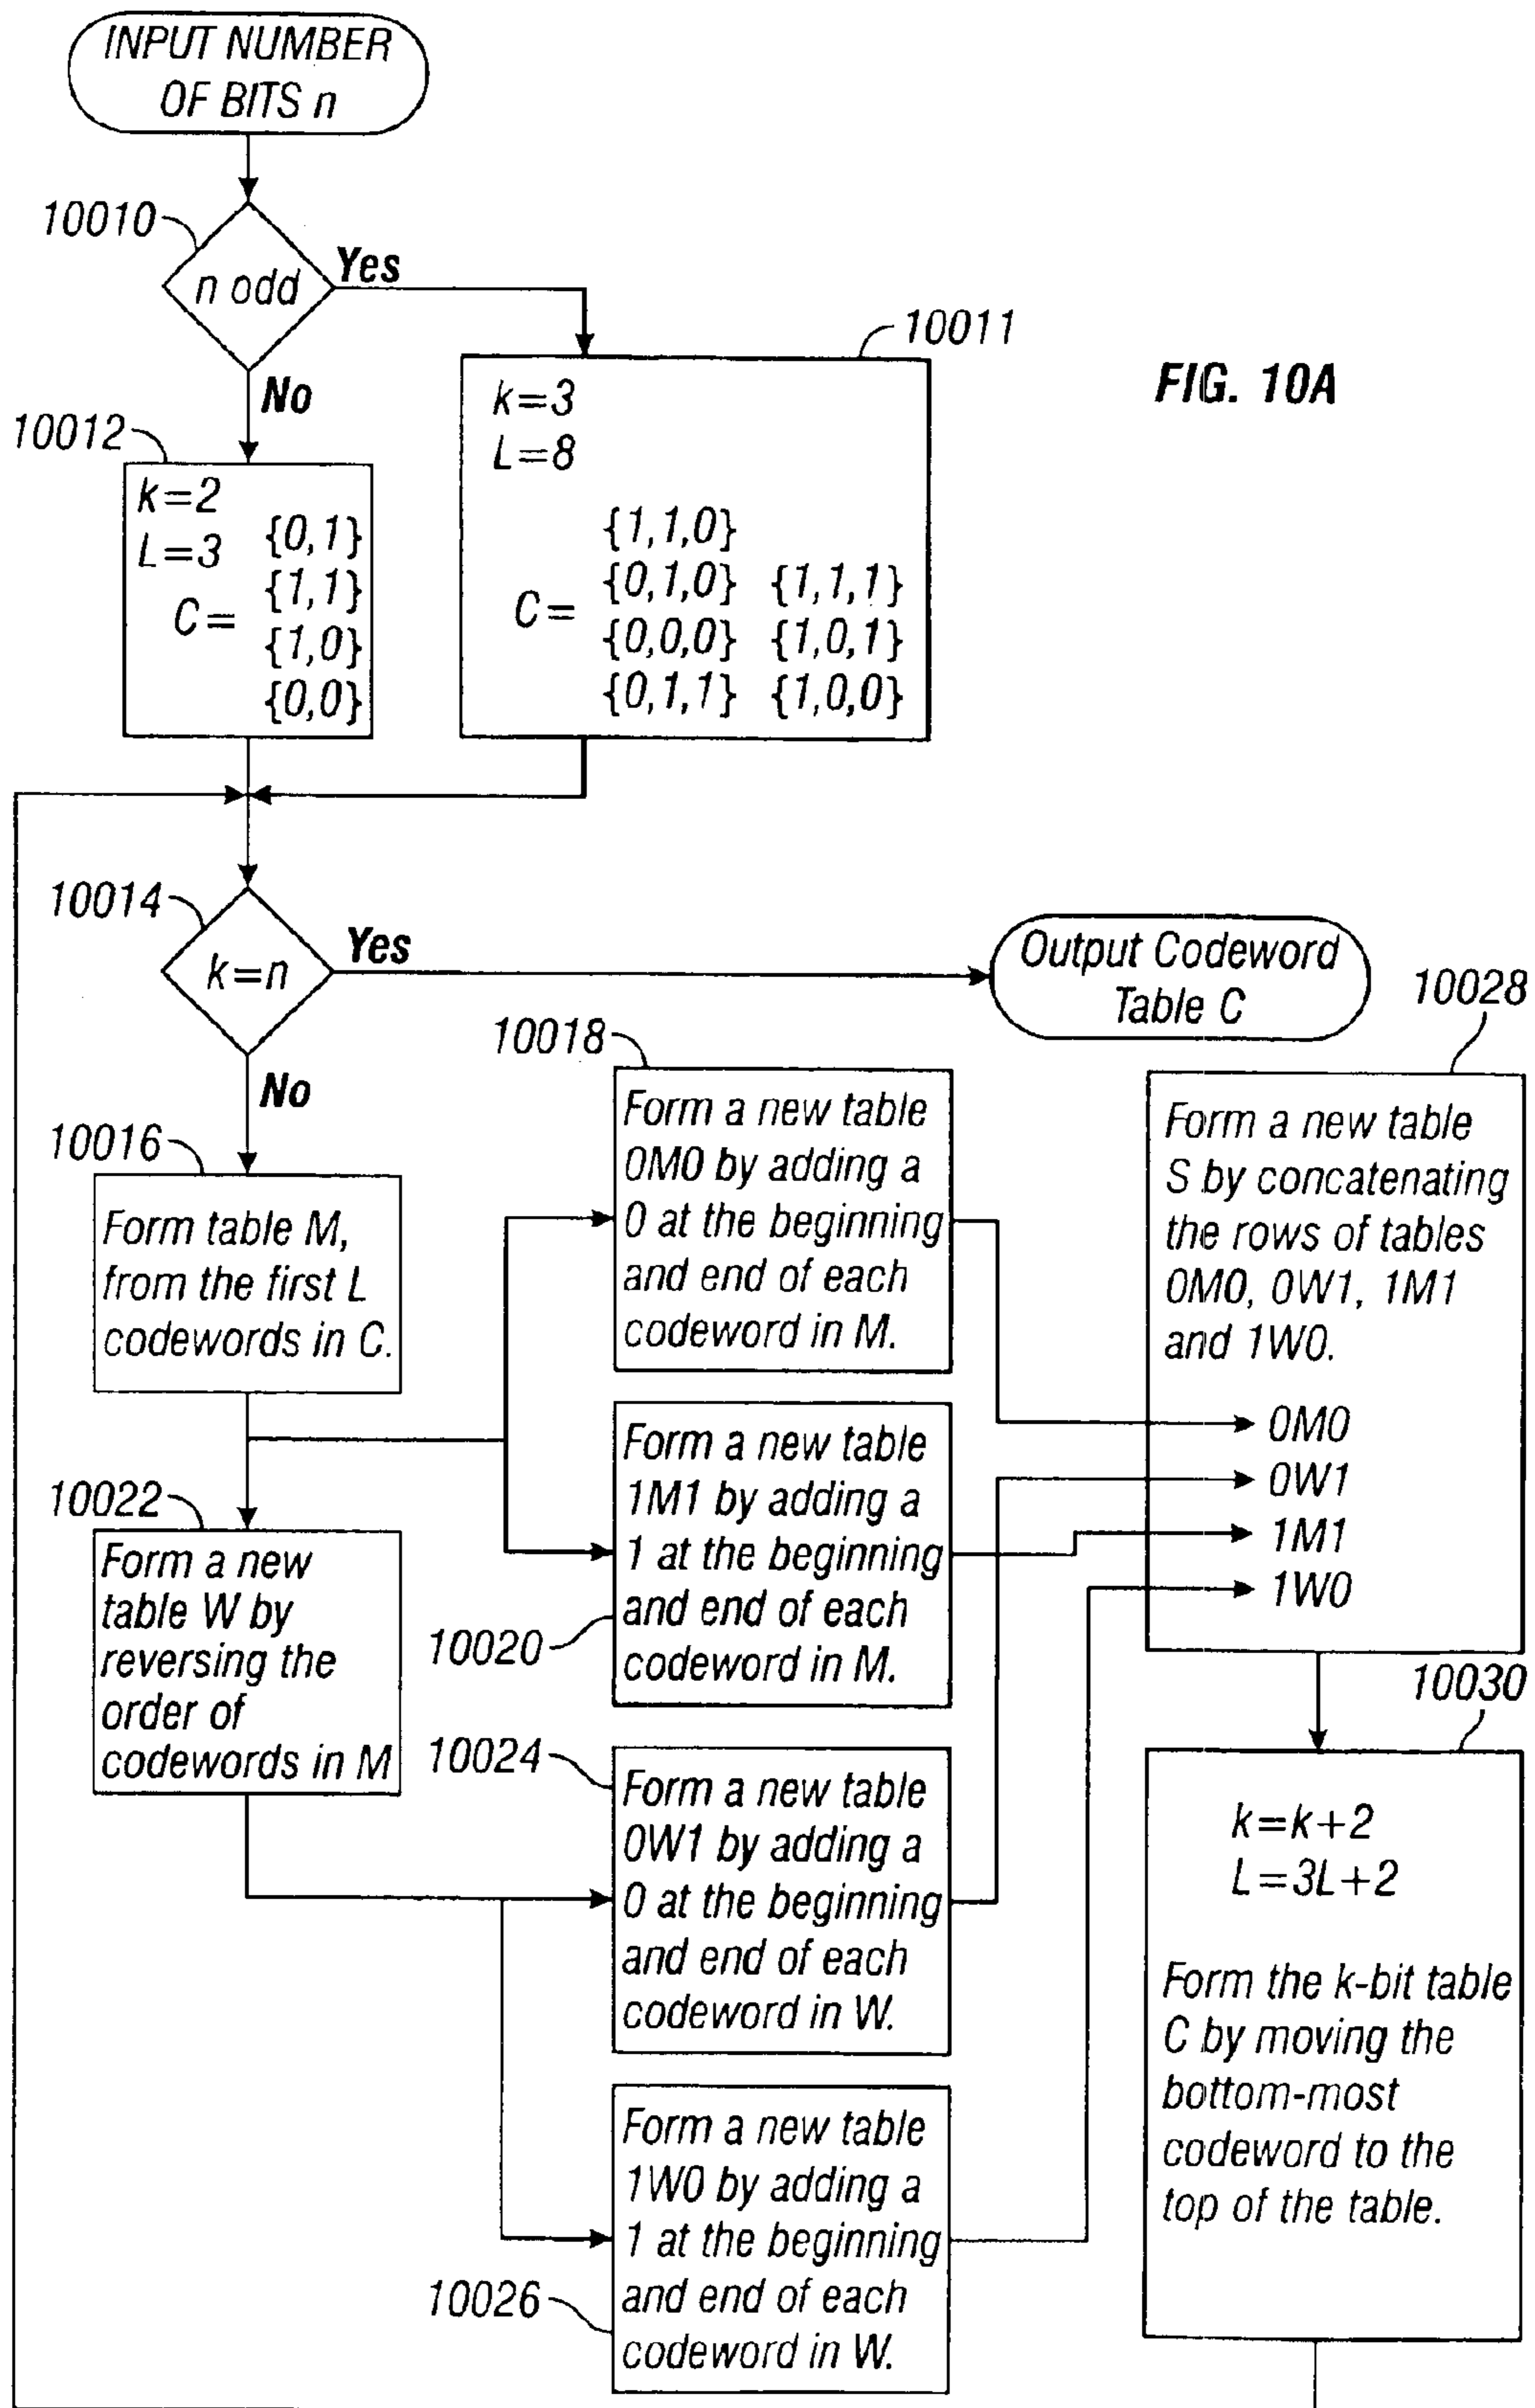 INPUT NUMBER
OF BITS n
10010
n odd
Yes
No
10011
k=3
L=8
C=
{1,1,0}
{0,1,0} {1,1,1}
{0,0,0} {1,0,1}
{0,1,1} {1,0,0}
FIG. 10A
10012
k=2
L=3
C=
{0,1}
{1,1}
{1,0}
{0,0}
10014
k=n
Yes
No
Output Codeword
Table C
10016
Form table M,
from the first L
codewords in C.
10018
Form a new table
0M0 by adding a
0 at the beginning
and end of each
codeword in M.
10020
Form a new table
1M1 by adding a
1 at the beginning
and end of each
codeword in M.
10022
Form a new
table W by
reversing the
order of
codewords in M
10024
Form a new table
0W1 by adding a
0 at the beginning
and end of each
codeword in W.
10026
Form a new table
1W0 by adding a
1 at the beginning
and end of each
codeword in W.
10028
Form a new table
S by concatenating
the rows of tables
0M0, 0W1, 1M1
and 1W0.
0M0
0W1
1M1
1W0
10030
k=k+2
L=3L+2
Form the k-bit table
C by moving the
bottom-most
codeword to the
top of the table.